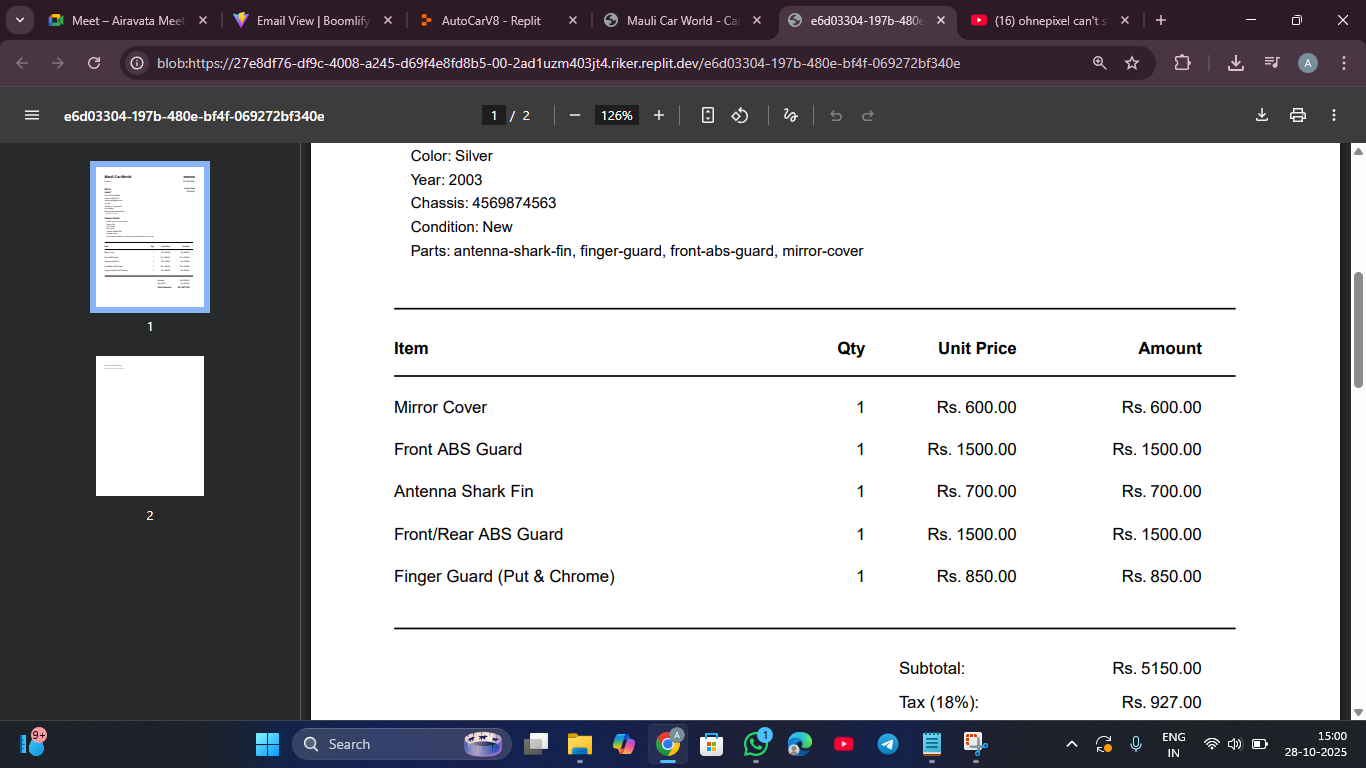 Meet – Airavata Meet
Email View | Boomlify
AutoCarV8 - Replit
Mauli Car World - Ca
e6d03304-197b-480e
(16) ohnepixel can't s
blob:https://27e8df76-df9c-4008-a245-d69f4e8fd8b5-00-2ad1uzm403jt4.riker.replit.dev/e6d03304-197b-480e-bf4f-069272bf340e
A
e6d03304-197b-480e-bf4f-069272bf340e
1 / 2
126%
Mauli Car World
1
2
Color: Silver
Year: 2003
Chassis: 4569874563
Condition: New
Parts: antenna-shark-fin, finger-guard, front-abs-guard, mirror-cover
Item Qty Unit Price Amount
Mirror Cover 1 Rs. 600.00 Rs. 600.00
Front ABS Guard 1 Rs. 1500.00 Rs. 1500.00
Antenna Shark Fin 1 Rs. 700.00 Rs. 700.00
Front/Rear ABS Guard 1 Rs. 1500.00 Rs. 1500.00
Finger Guard (Put & Chrome) 1 Rs. 850.00 Rs. 850.00
Subtotal: Rs. 5150.00
Tax (18%): Rs. 927.00
9+
Search
A
1
ENG
IN
15:00
28-10-2025